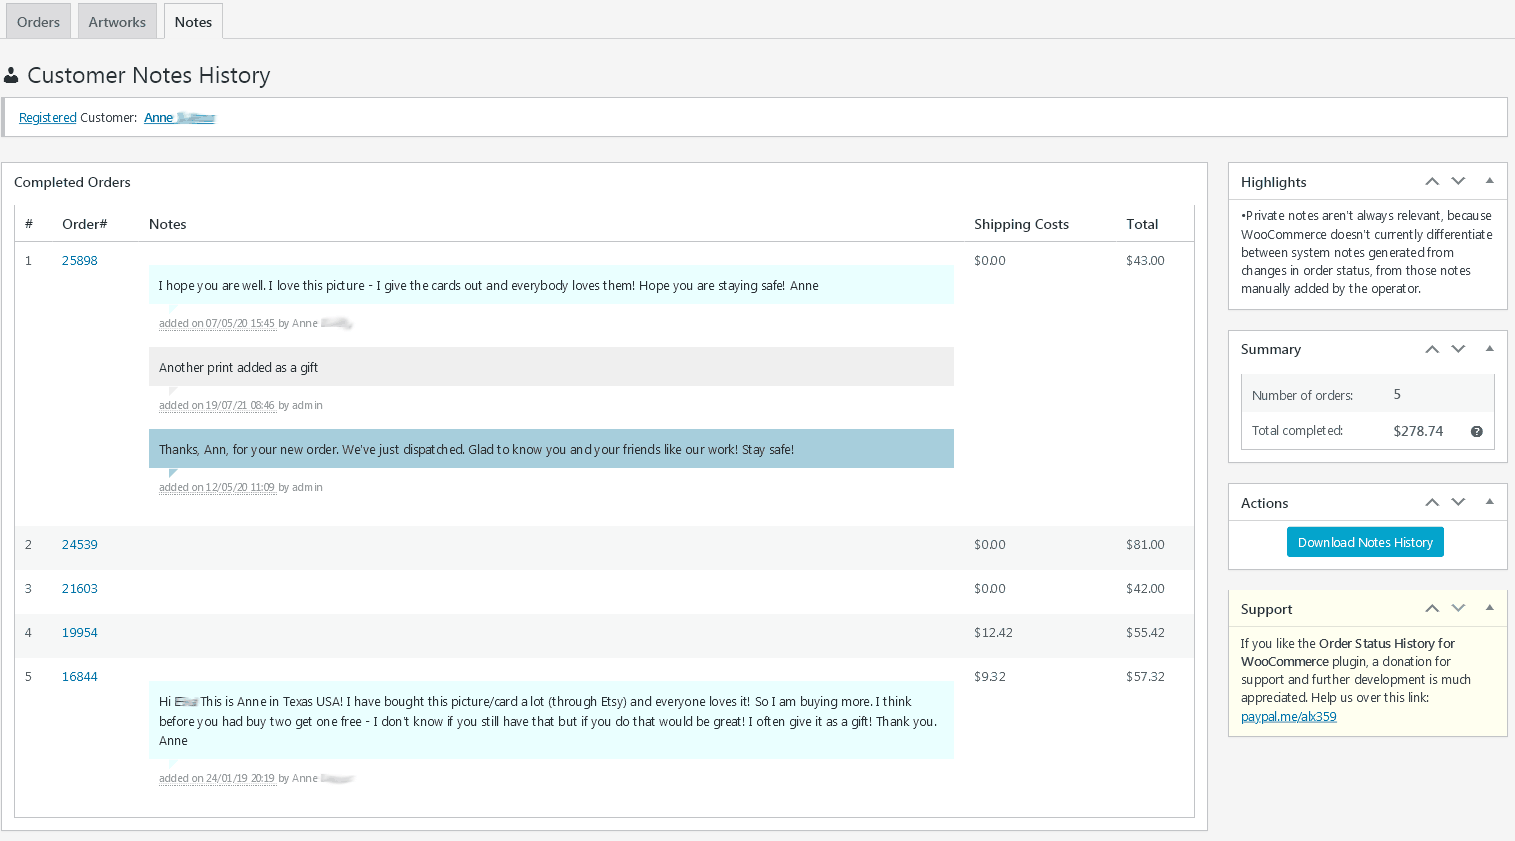 Orders
Artworks
Notes
Customer Notes History
Registered Customer: Anne
Completed Orders
# Order# Notes Shipping Costs Total
1 25898 $0.00 $43.00
I hope you are well. I love this picture - I give the cards out and everybody loves them! Hope you are staying safe! Anne
added on 07/05/20 15:45 by Anne
Another print added as a gift
added on 19/07/21 08:46 by admin
Thanks, Ann, for your new order. We've just dispatched. Glad to know you and your friends like our work! Stay safe!
added on 12/05/20 11:09 by admin
2 24539 $0.00 $81.00
3 21603 $0.00 $42.00
4 19954 $12.42 $55.42
5 16844 $9.32 $57.32
Hi This is Anne in Texas USA! I have bought this picture/card a lot (through Etsy) and everyone loves it! So I am buying more. I think
before you had buy two get one free - I don't know if you still have that but if you do that would be great! I often give it as a gift! Thank you.
Anne
added on 24/01/19 20:19 by Anne
Highlights
•Private notes aren't always relevant, because
WooCommerce doesn't currently differentiate
between system notes generated from
changes in order status, from those notes
manually added by the operator.
Summary
Number of orders: 5
Total completed: $278.74
Actions
Download Notes History
Support
If you like the Order Status History for
WooCommerce plugin, a donation for
support and further development is much
appreciated. Help us over this link:
paypal.me/alx359